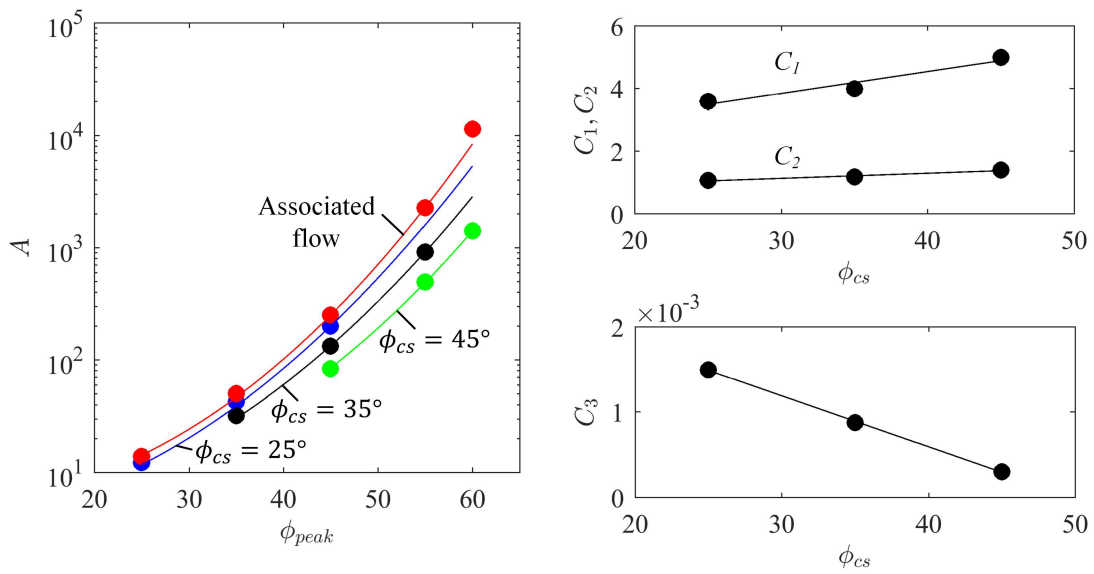 10^5
10^4
10^3
10^2
10^1
A
Associated
flow
ϕ_cs = 45°
ϕ_cs = 35°
ϕ_cs = 25°
20 30 40 50 60
ϕ_peak
6
4
2
0
C_1, C_2
C_1
C_2
20 30 40 50
ϕ_cs
×10^-3
2
1
0
C_3
20 30 40 50
ϕ_cs